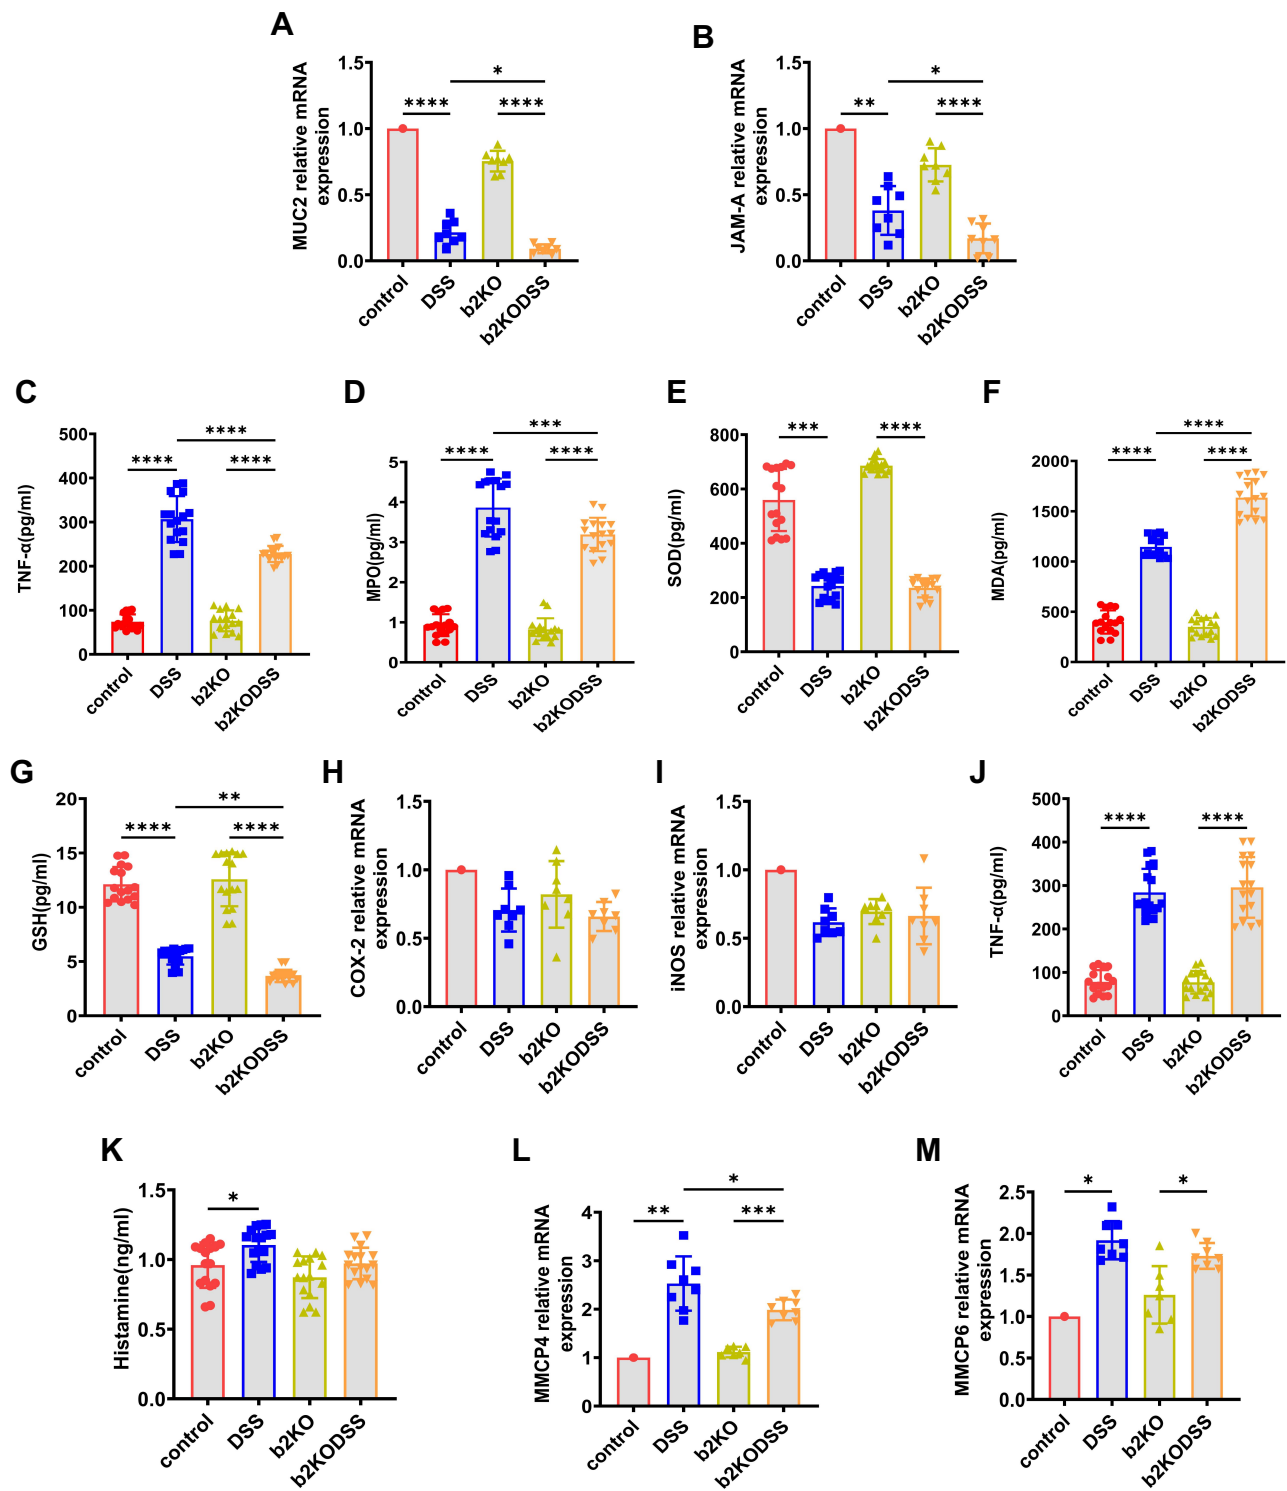 A
MUC2 relative mRNA
expression
1.5
1.0
0.5
0.0
*
****
****
control
DSS
b2KO
b2KODSS
B
JAM-A relative mRNA
expression
1.5
1.0
0.5
0.0
*
**
****
control
DSS
b2KO
b2KODSS
C
TNF-α(pg/ml)
500
400
300
200
100
0
****
****
****
control
DSS
b2KO
b2KODSS
D
MPO(pg/ml)
5
4
3
2
1
0
***
****
****
control
DSS
b2KO
b2KODSS
E
SOD(pg/ml)
800
600
400
200
0
***
****
control
DSS
b2KO
b2KODSS
F
MDA(pg/ml)
2000
1500
1000
500
0
****
****
****
control
DSS
b2KO
b2KODSS
G
GSH(pg/ml)
20
15
10
5
0
**
****
****
control
DSS
b2KO
b2KODSS
H
COX-2 relative mRNA
expression
1.5
1.0
0.5
0.0
control
DSS
b2KO
b2KODSS
I
iNOS relative mRNA
expression
1.5
1.0
0.5
0.0
control
DSS
b2KO
b2KODSS
J
TNF-α(pg/ml)
500
400
300
200
100
0
****
****
control
DSS
b2KO
b2KODSS
K
Histamine(ng/ml)
1.5
1.0
0.5
0.0
*
control
DSS
b2KO
b2KODSS
L
MMCP4 relative mRNA
expression
4
3
2
1
0
*
**
***
control
DSS
b2KO
b2KODSS
M
MMCP6 relative mRNA
expression
2.5
2.0
1.5
1.0
0.5
0.0
*
*
control
DSS
b2KO
b2KODSS